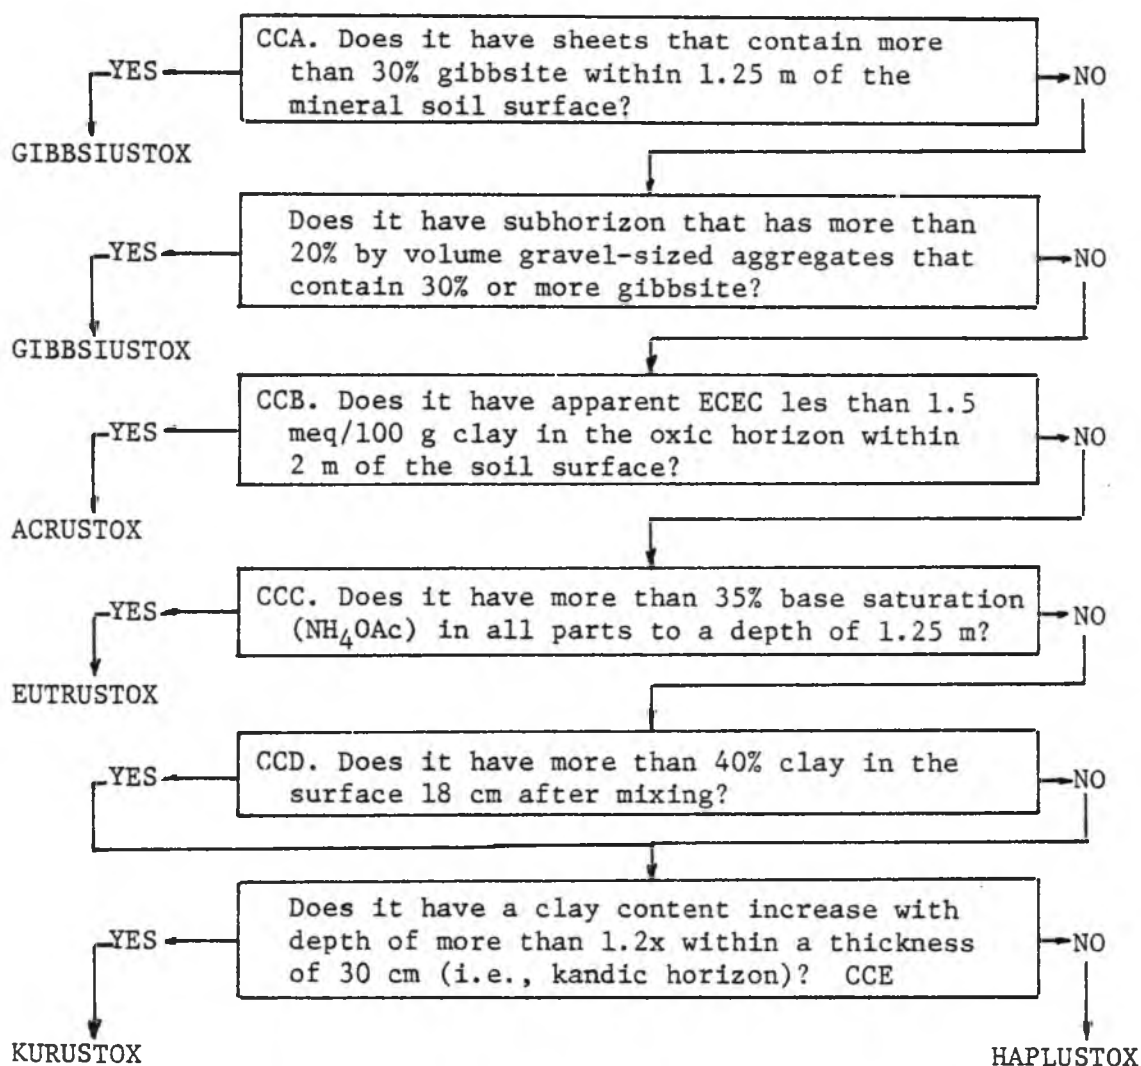 CCA. Does it have sheets that contain more
YES
than 30% gibbsite within 1.25 m of the
NO
mineral soil surface?
GIBBSIUSTOX
Does it have subhorizon that has more than
YES
20% by volume gravel-sized aggregates that
NO
contain 30% or more gibbsite?
GIBBSIUSTOX
CCB. Does it have apparent ECEC les than 1.5
YES
meq/100 g clay in the oxic horizon within
NO
2 m of the soil surface?
ACRUSTOX
CCC. Does it have more than 35% base saturation
YES
(NH4OAc) in all parts to a depth of 1.25 m?
NO
EUTRUSTOX
CCD. Does it have more than 40% clay in the
YES
surface 18 cm after mixing?
NO
Does it have a clay content increase with
YES
depth of more than 1.2x within a thickness
NO
of 30 cm (i.e., kandic horizon)? CCE
KURUSTOX
HAPLUSTOX